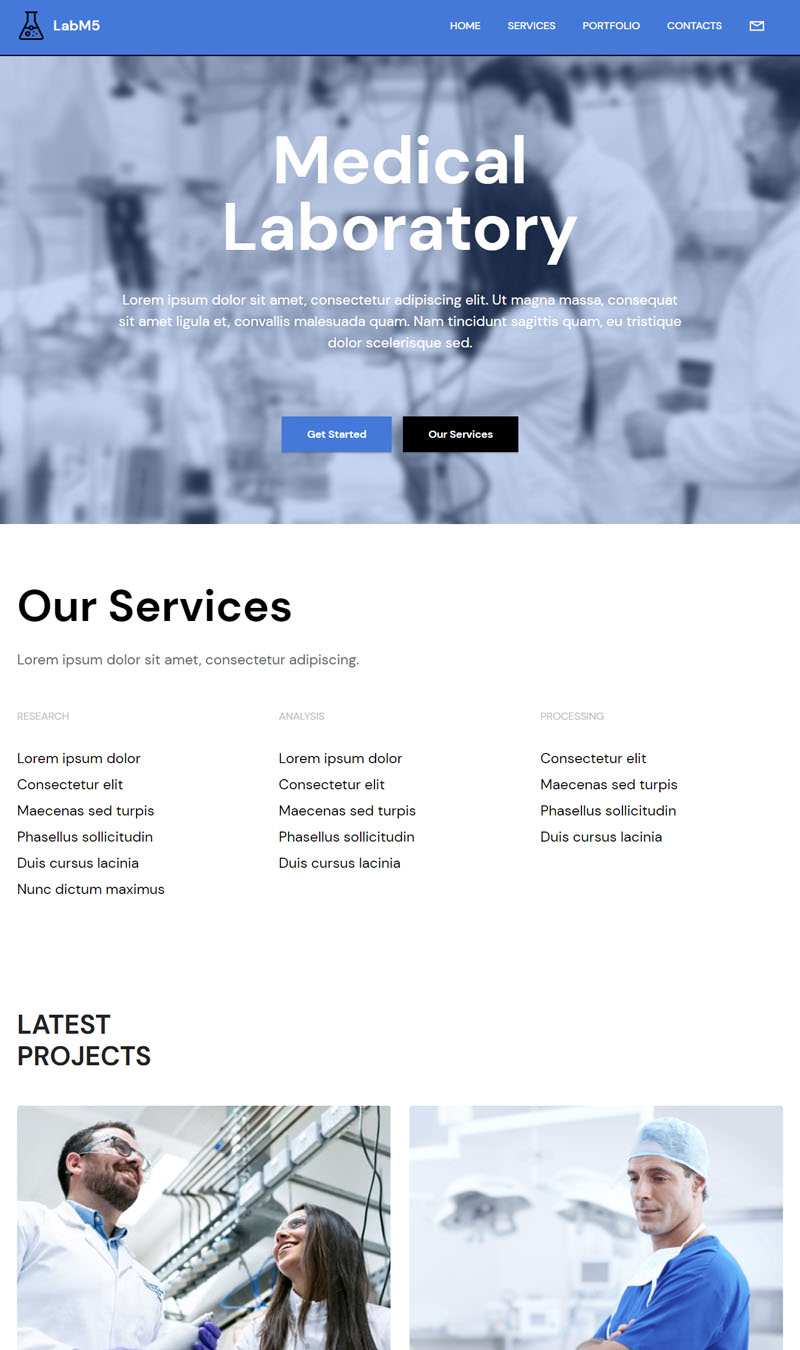 LabM5
HOME SERVICES PORTFOLIO CONTACTS
Medical
Laboratory
Lorem ipsum dolor sit amet, consectetur adipiscing elit. Ut magna massa, consequat
sit amet ligula et, convallis malesuada quam. Nam tincidunt sagittis quam, eu tristique
dolor scelerisque sed.
Get Started
Our Services
Our Services
Lorem ipsum dolor sit amet, consectetur adipiscing.
RESEARCH
Lorem ipsum dolor
Consectetur elit
Maecenas sed turpis
Phasellus sollicitudin
Duis cursus lacinia
Nunc dictum maximus
ANALYSIS
Lorem ipsum dolor
Consectetur elit
Maecenas sed turpis
Phasellus sollicitudin
Duis cursus lacinia
PROCESSING
Consectetur elit
Maecenas sed turpis
Phasellus sollicitudin
Duis cursus lacinia
LATEST
PROJECTS